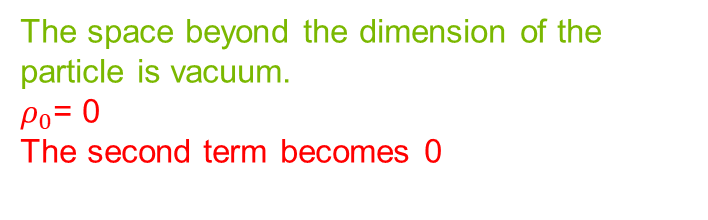 The space beyond the dimension of the
particle is vacuum.
𝜌₀= 0
The second term becomes 0